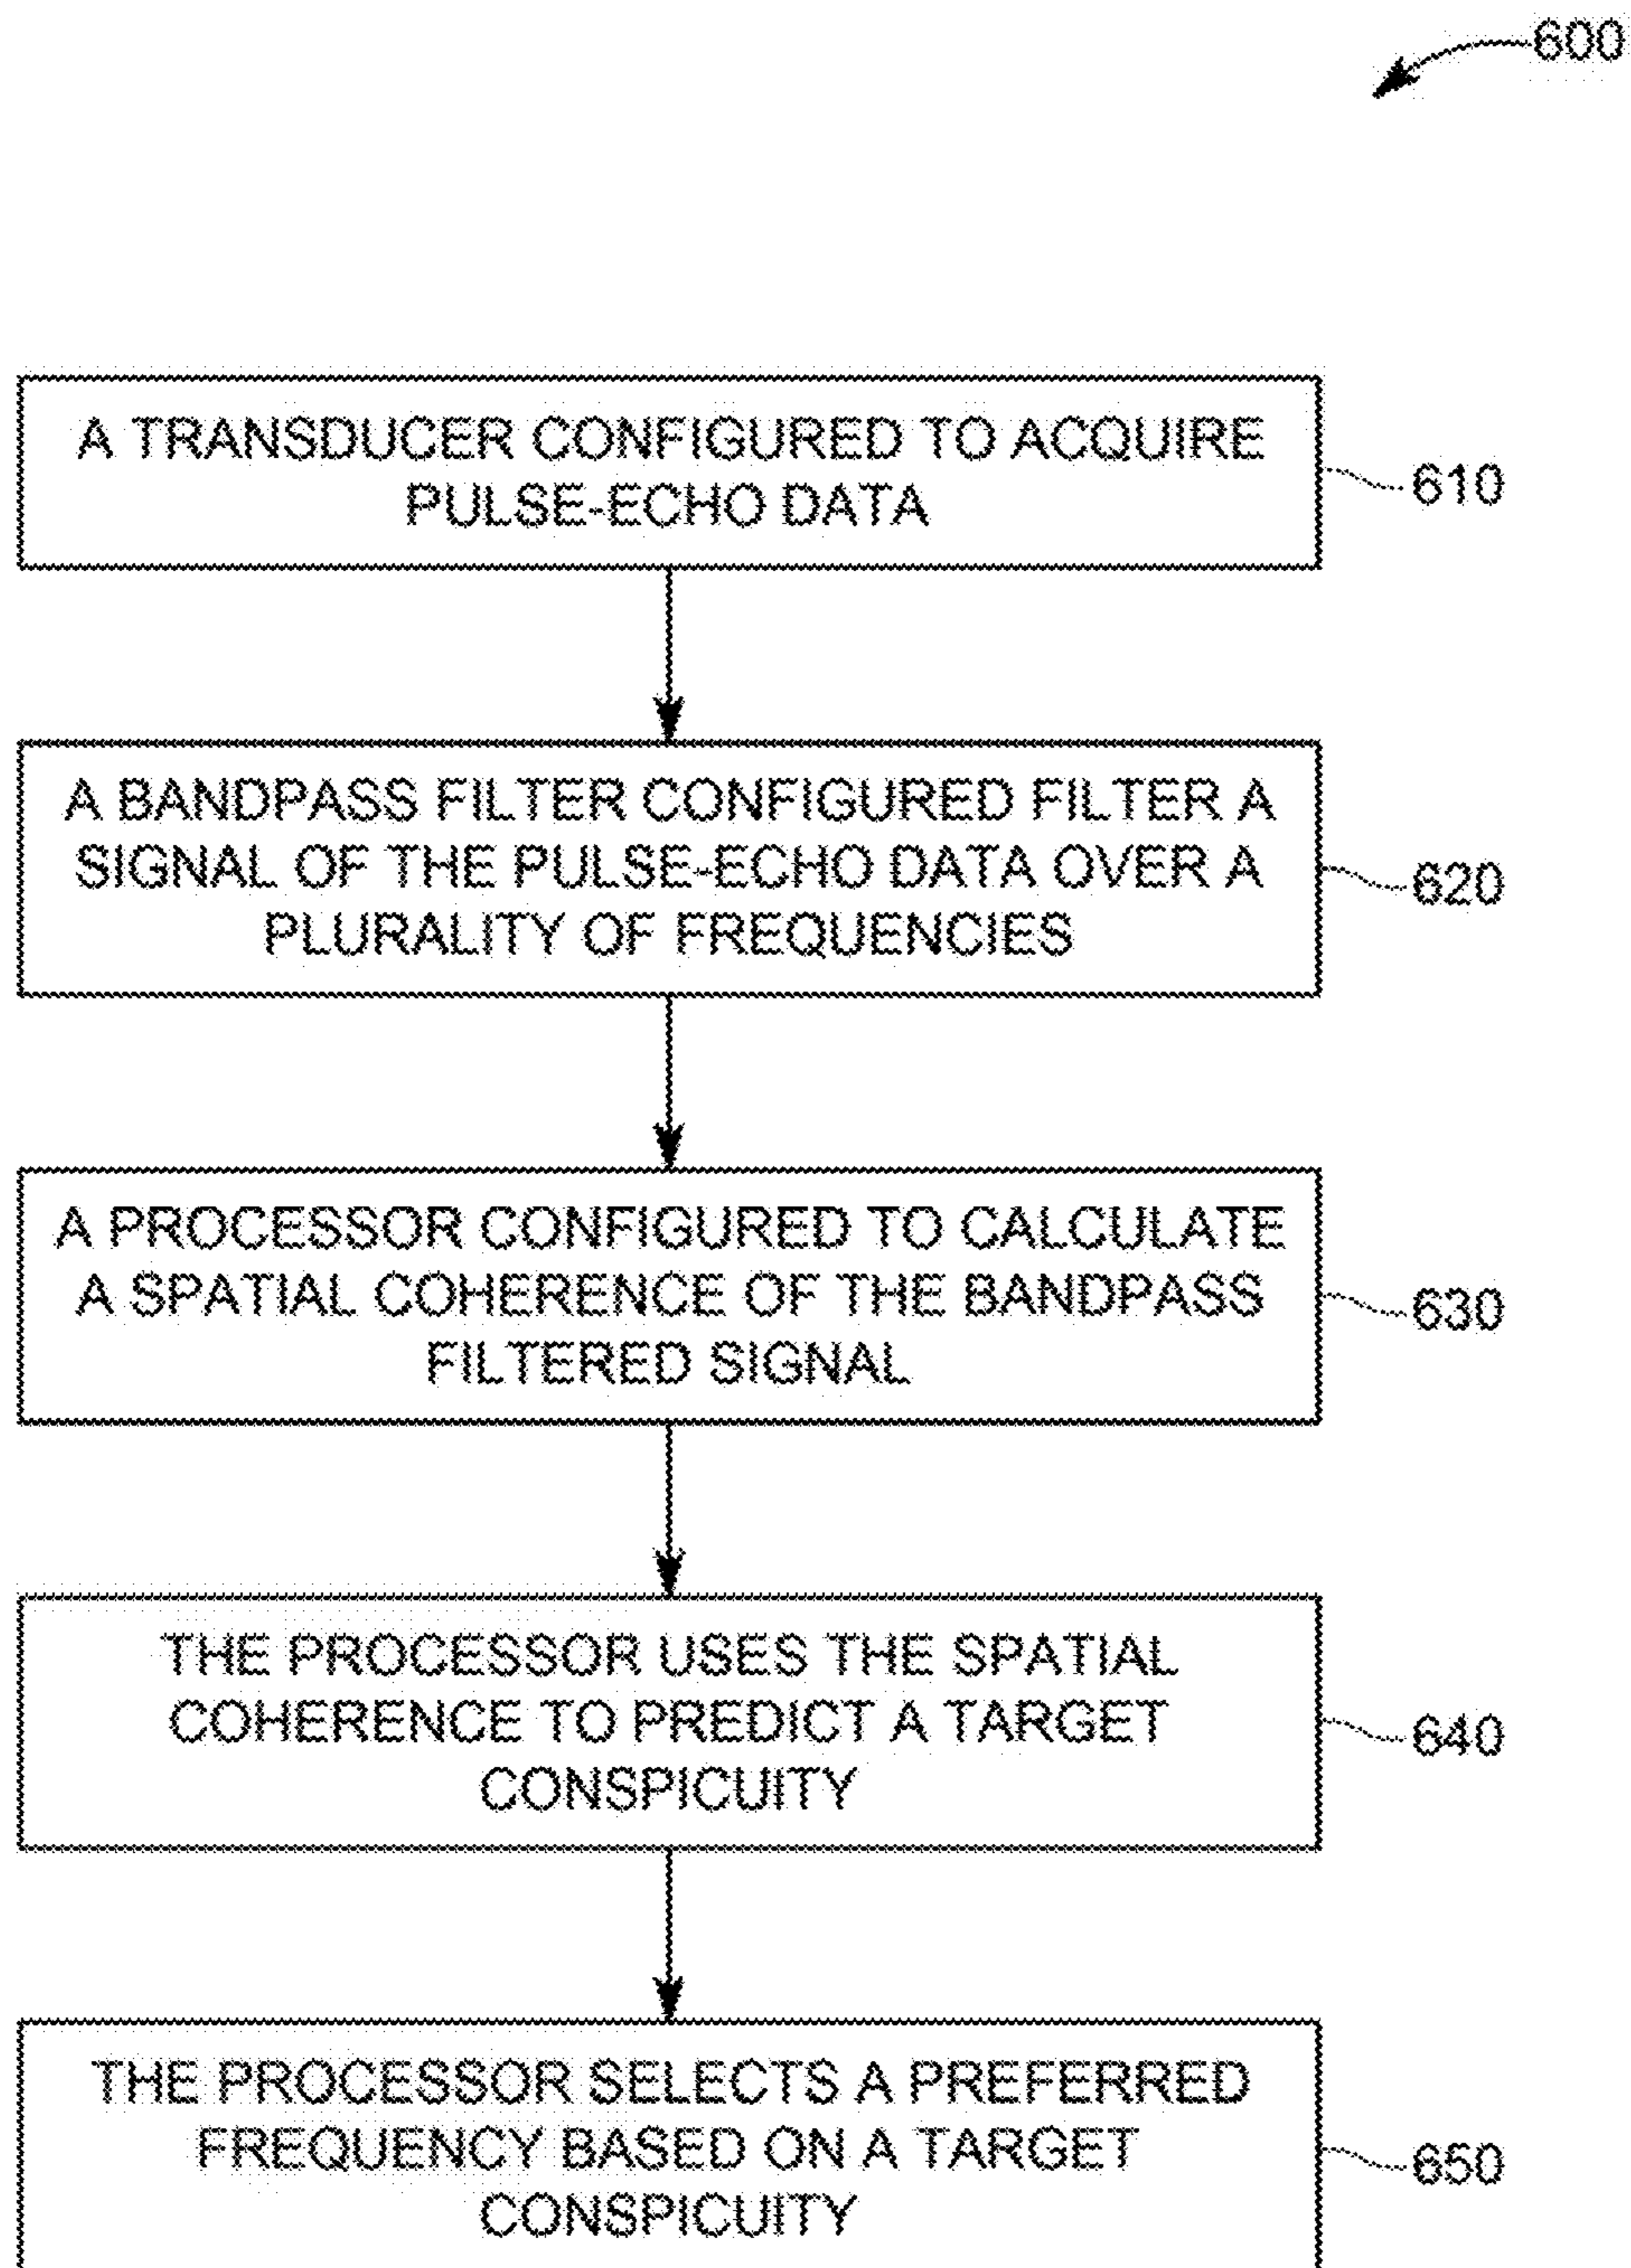 600
A TRANSDUCER CONFIGURED TO ACQUIRE
PULSE-ECHO DATA
610
A BANDPASS FILTER CONFIGURED FILTER A
SIGNAL OF THE PULSE-ECHO DATA OVER A
PLURALITY OF FREQUENCIES
620
A PROCESSOR CONFIGURED TO CALCULATE
A SPATIAL COHERENCE OF THE BANDPASS
FILTERED SIGNAL
630
THE PROCESSOR USES THE SPATIAL
COHERENCE TO PREDICT A TARGET
CONSPICUITY
640
THE PROCESSOR SELECTS A PREFERRED
FREQUENCY BASED ON A TARGET
CONSPICUITY
650